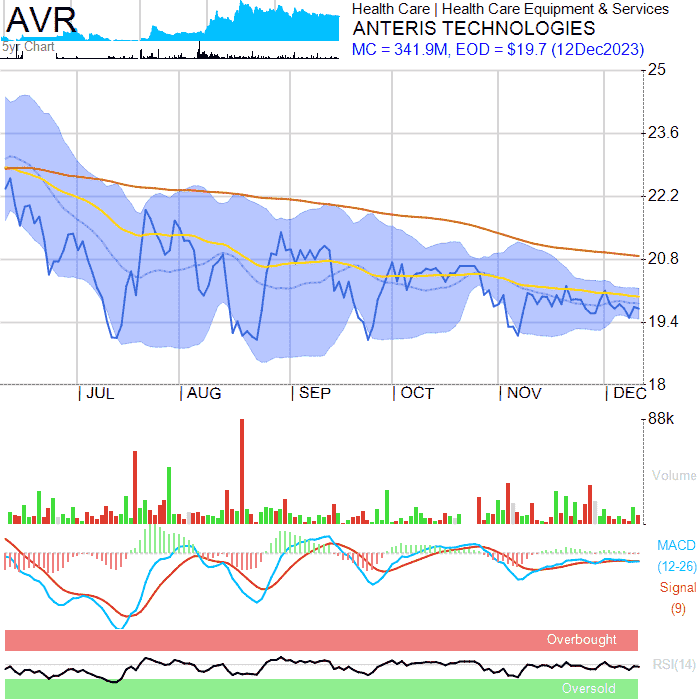 AVR
5yr Chart
Health Care | Health Care Equipment & Services
ANTERIS TECHNOLOGIES
MC = 341.9M, EOD = $19.7 (12Dec2023)
25
23.6
22.2
20.8
19.4
18
| JUL | AUG | SEP | OCT | NOV | DEC
88k
Volume
MACD
(12-26)
Signal
(9)
Overbought
RSI(14)
Oversold